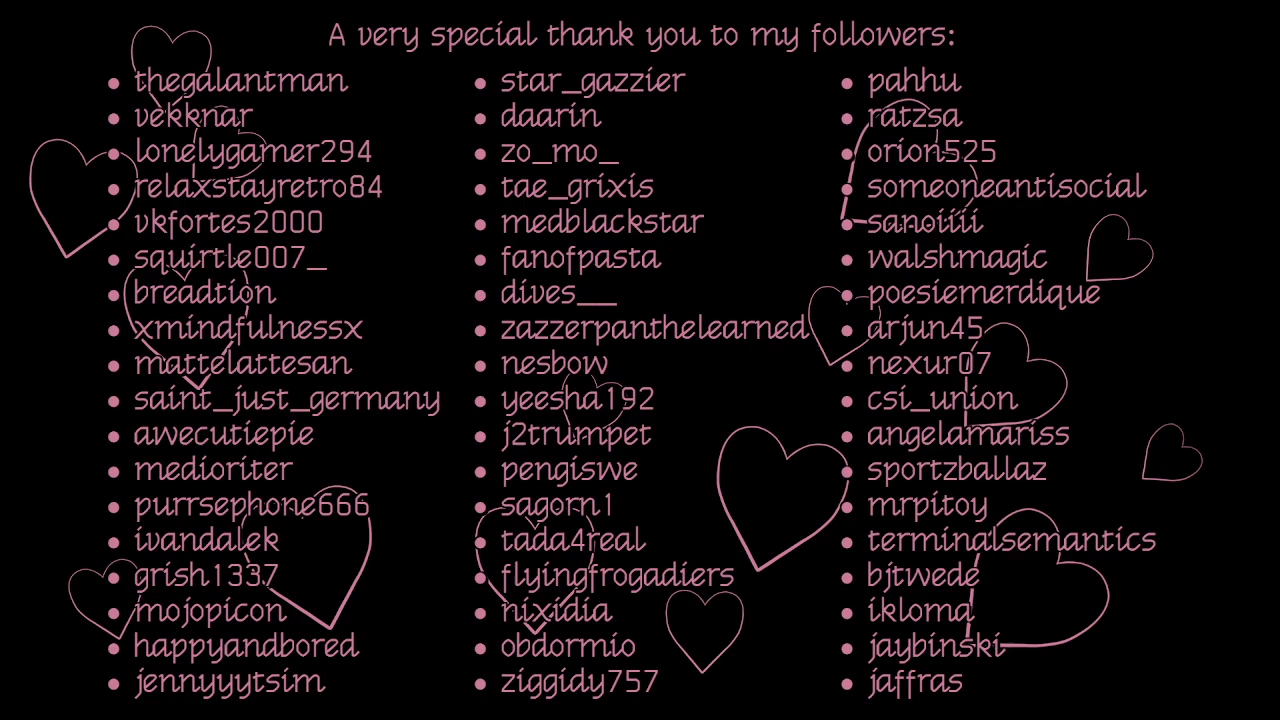 A very special thank you to my followers:
• thegalantman
• vekknar
• lonelygamer294
• relaxstayretro84
• vkfortes2000
• squirtle007_
• breadtion
• xmindfulnessx
• mattelattesan
• saint_just_germany
• awecutiepie
• medioriter
• purrsephone666
• ivandalek
• grish1337
• mojopicon
• happyandbored
• jennyyytsim
• star_gazzier
• daarin
• zo_mo_
• tae_grixis
• medblackstar
• fanofpasta
• dives__
• zazzerpanthelearned
• nesbow
• yeesha192
• j2trumpet
• pengiswe
• sagorn1
• tada4real
• flyingfrogadiers
• nixidia
• obdormio
• ziggidy757
• pahhu
• ratzsa
• orion525
• someoneantisocial
• sanoiiii
• walshmagic
• poesiemerdique
• arjun45
• nexur07
• csi_union
• angelamariss
• sportzballaz
• mrpitoy
• terminalsemantics
• bjtwede
• ikloma
• jaybinski
• jaffras